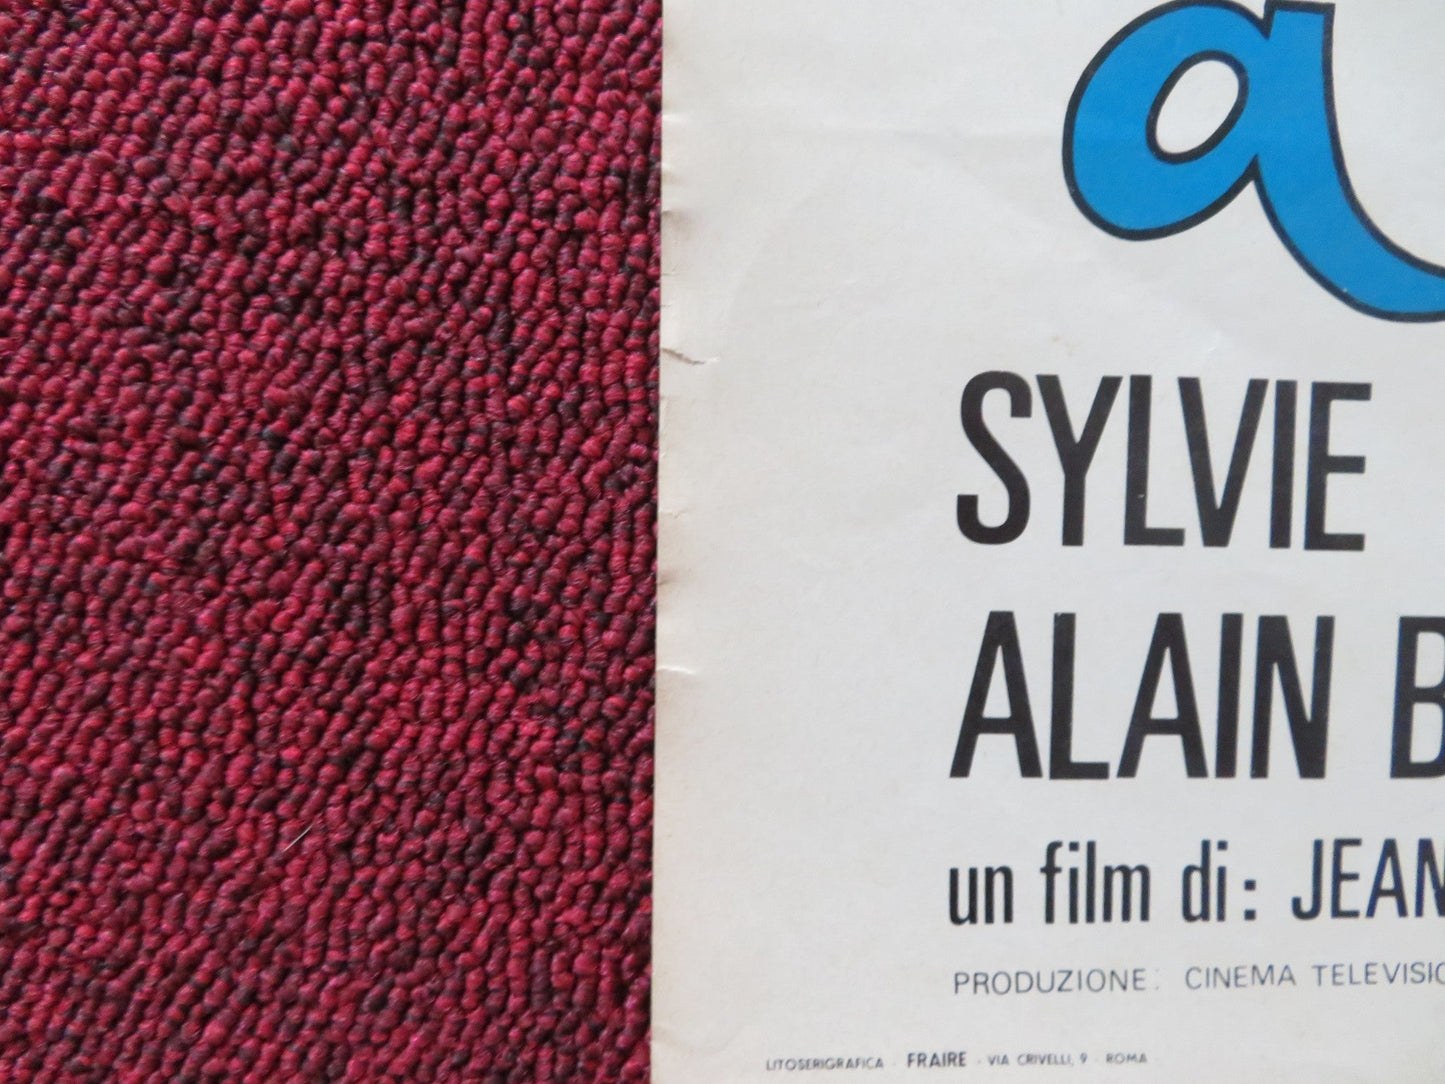 a
SYLVIE
ALAIN B
un film di: JEAN
PRODUZIONE: CINEMA TELEVISIO
LITOSERIGRAFICA - FRAIRE - VIA CRIVELLI, 9 - ROMA